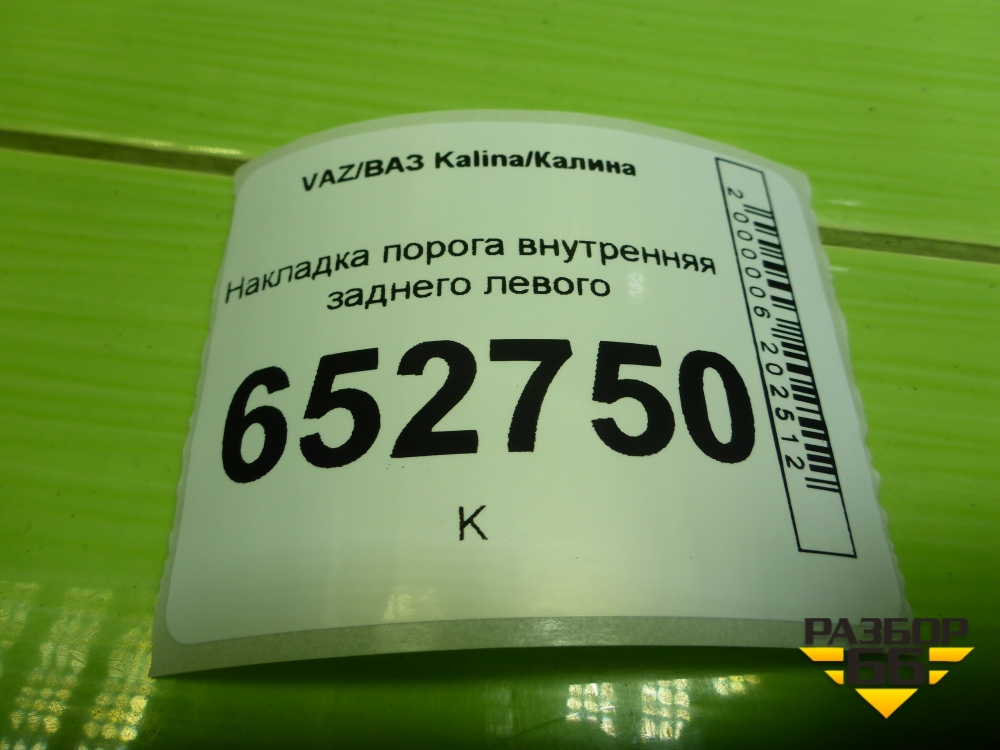 VAZ/ВАЗ Kalina/Калина
Накладка порога внутренняя
заднего левого
652750
К
2000006202512
РАЗБОР
66